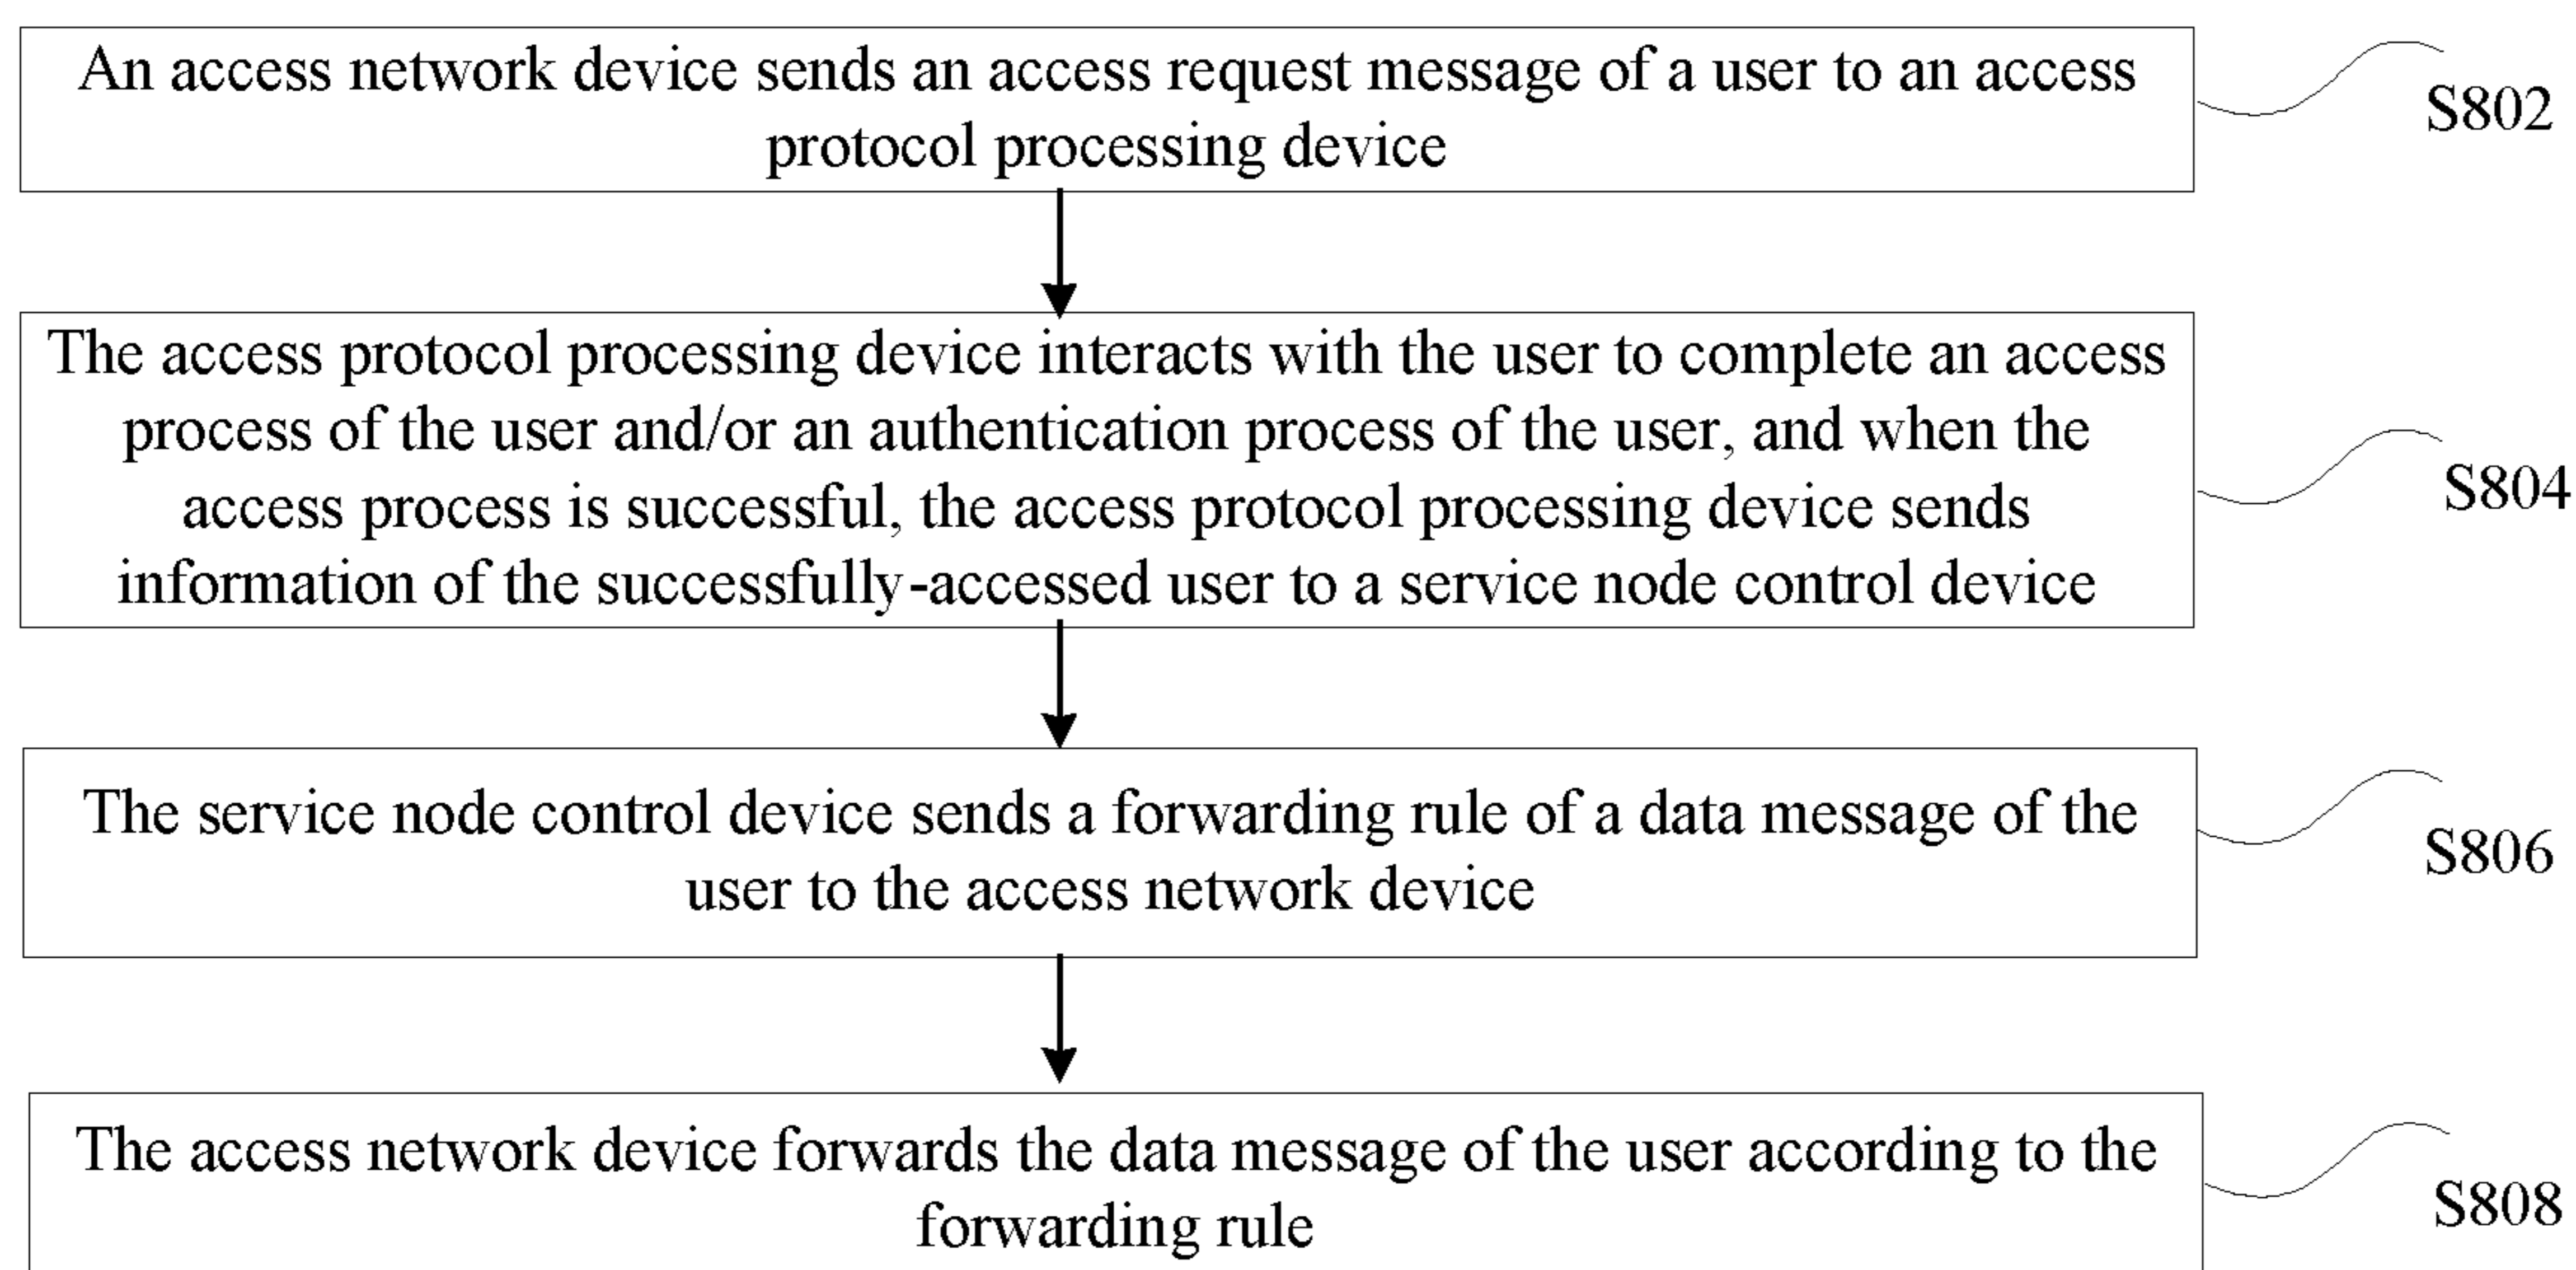 An access network device sends an access request message of a user to an access
protocol processing device
S802
The access protocol processing device interacts with the user to complete an access
process of the user and/or an authentication process of the user, and when the
access process is successful, the access protocol processing device sends
information of the successfully-accessed user to a service node control device
S804
The service node control device sends a forwarding rule of a data message of the
user to the access network device
S806
The access network device forwards the data message of the user according to the
forwarding rule
S808